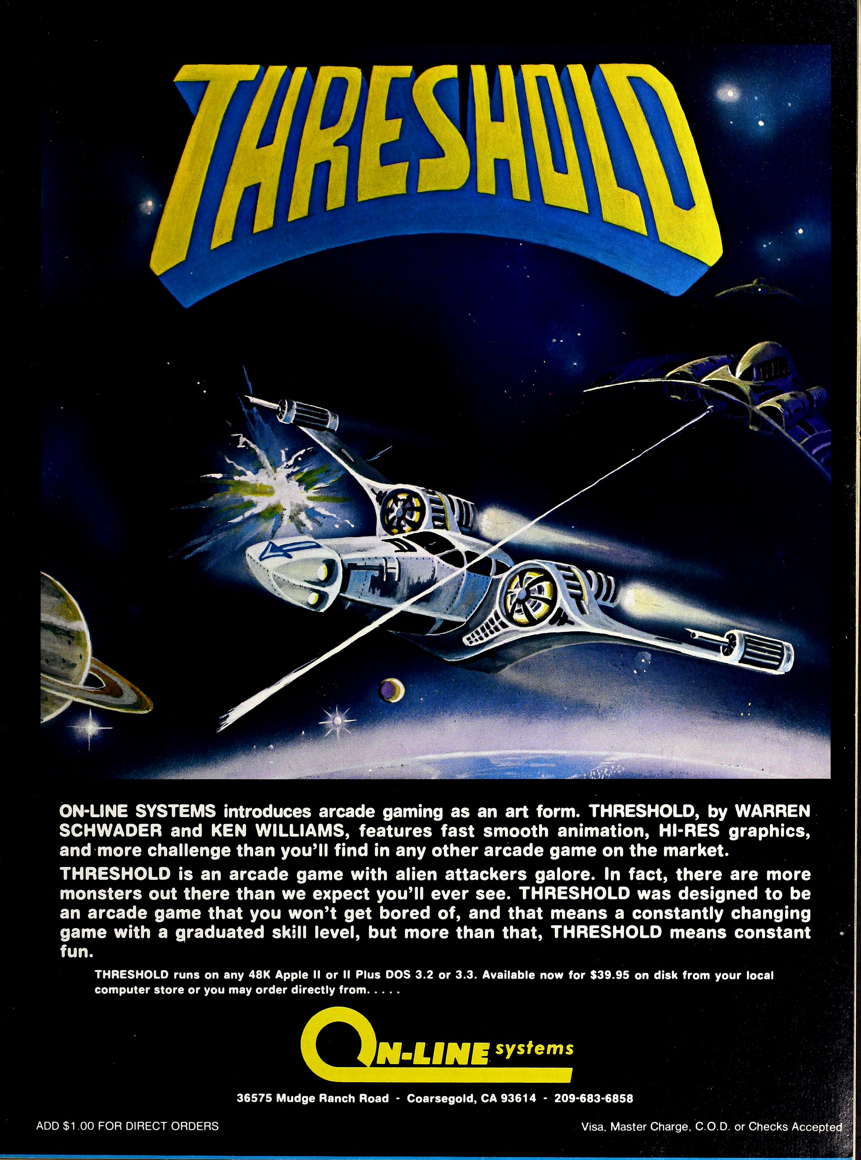 THRESHOLD
ON-LINE SYSTEMS introduces arcade gaming as an art form. THRESHOLD, by WARREN
SCHWADER and KEN WILLIAMS, features fast smooth animation, HI-RES graphics,
and more challenge than you'll find in any other arcade game on the market.
THRESHOLD is an arcade game with alien attackers galore. In fact, there are more
monsters out there than we expect you'll ever see. THRESHOLD was designed to be
an arcade game that you won't get bored of, and that means a constantly changing
game with a graduated skill level, but more than that, THRESHOLD means constant
fun.
THRESHOLD runs on any 48K Apple II or II Plus DOS 3.2 or 3.3. Available now for $39.95 on disk from your local
computer store or you may order directly from. . . . .
ON-LINE systems
36575 Mudge Ranch Road - Coarsegold, CA 93614 - 209-683-6858
ADD $1.00 FOR DIRECT ORDERS
Visa, Master Charge, C.O.D. or Checks Accepted